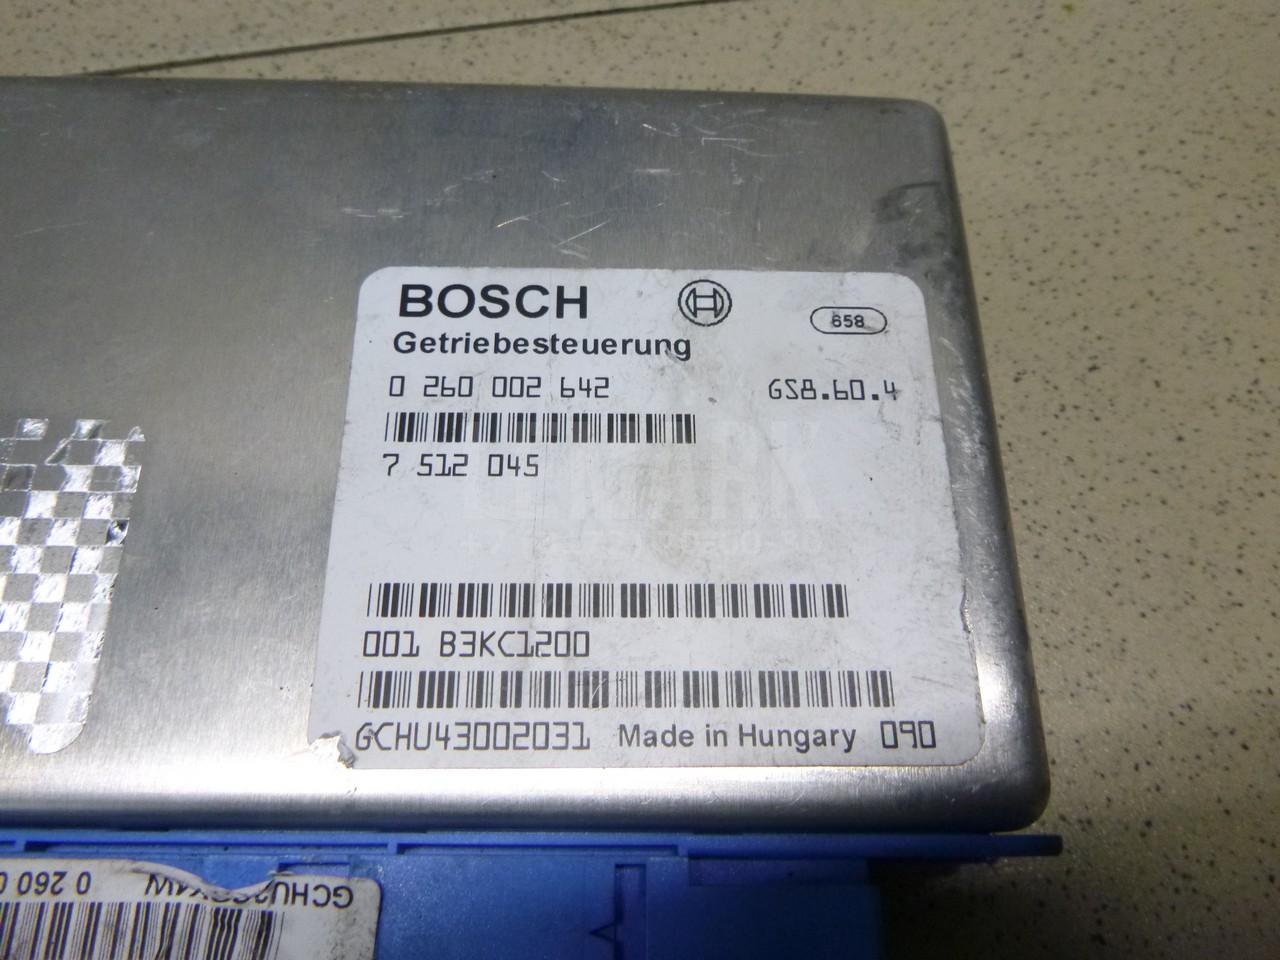 BOSCH
658
Getriebesteuerung
0 260 002 642 GS8.60.4
7 512 045
001 B3KC1200
GCHU43002031 Made in Hungary 090
0 260